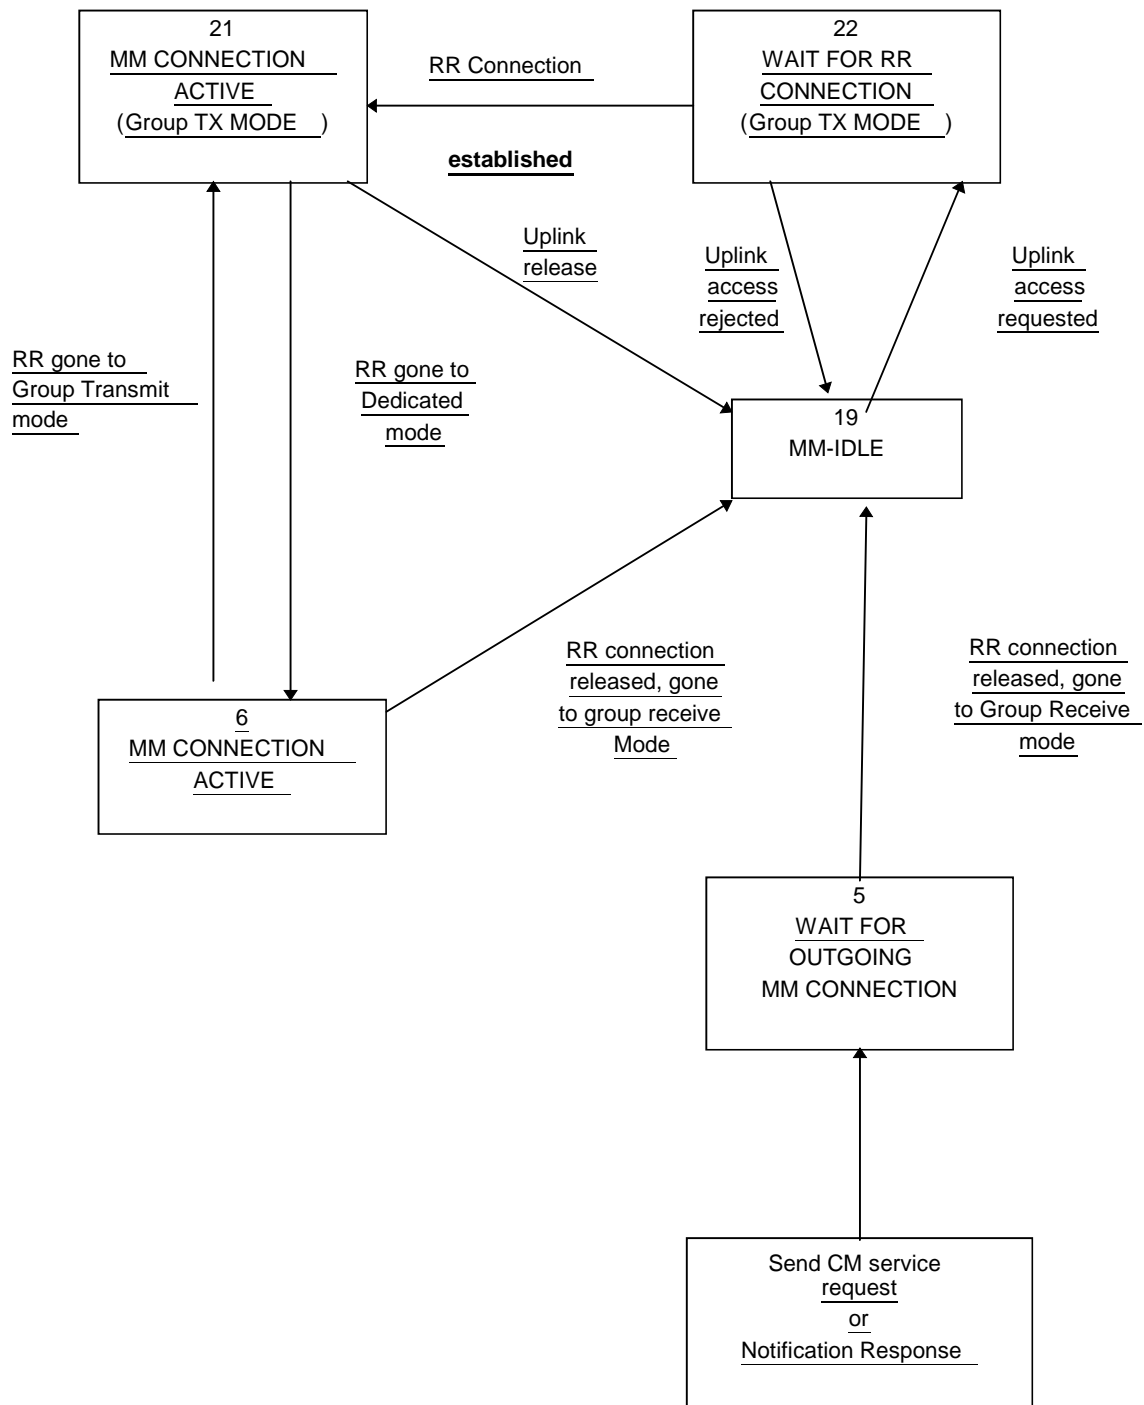 21
MM CONNECTION
ACTIVE
(Group TX MODE )
22
WAIT FOR RR
CONNECTION
(Group TX MODE )
RR Connection
established
Uplink
release
Uplink
access
rejected
Uplink
access
requested
RR gone to
Group Transmit
mode
RR gone to
Dedicated
mode
19
MM-IDLE
RR connection
released, gone
to group receive
Mode
RR connection
released, gone
to Group Receive
mode
6
MM CONNECTION
ACTIVE
5
WAIT FOR
OUTGOING
MM CONNECTION
Send CM service
request
or
Notification Response